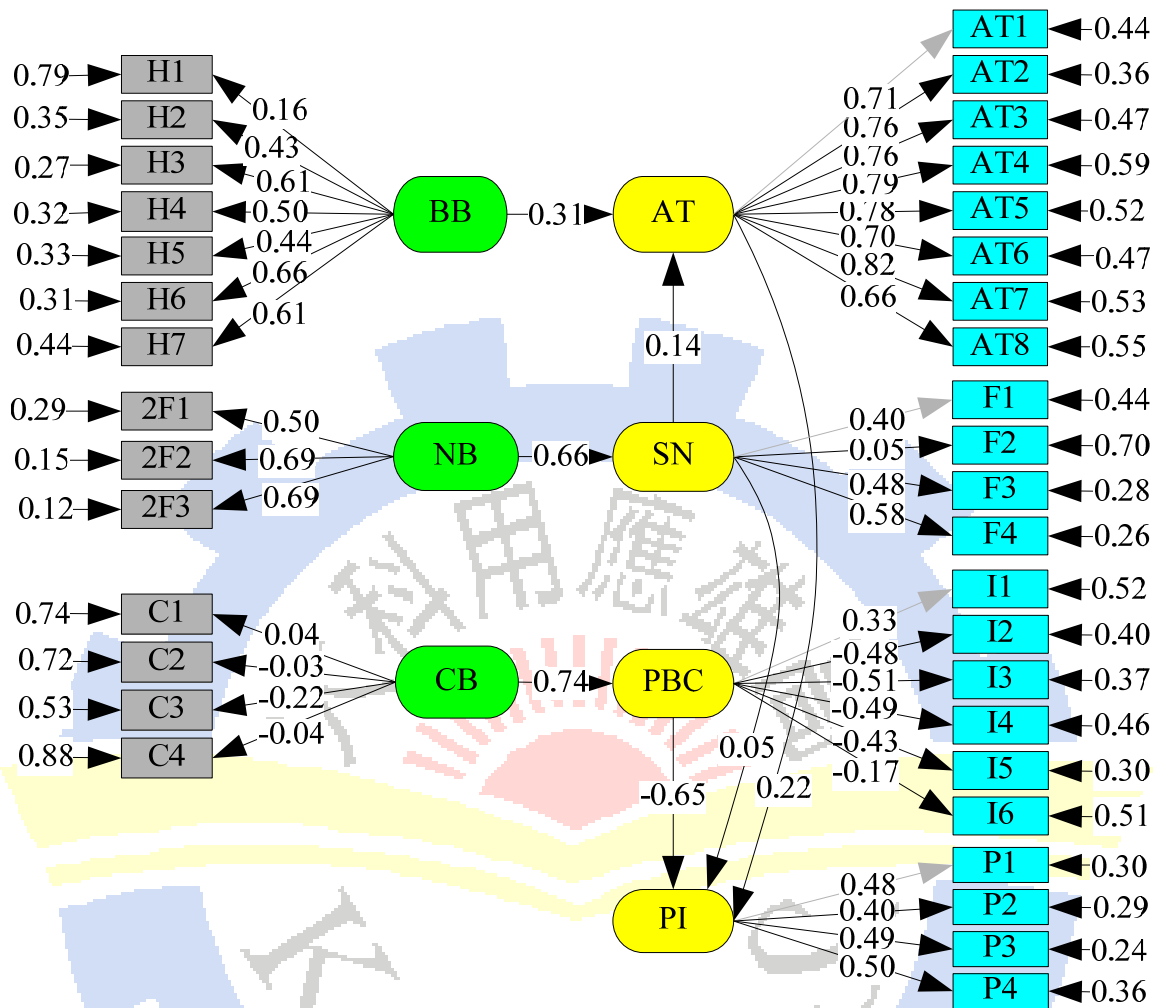 0.79 H1 0.16
0.35 H2 0.43
0.27 H3 0.61
0.32 H4 0.50
0.33 H5 0.44
0.31 H6 0.66
0.44 H7 0.61
BB 0.31 AT
0.71 AT1 0.44
0.76 AT2 0.36
0.76 AT3 0.47
0.79 AT4 0.59
0.78 AT5 0.52
0.70 AT6 0.47
0.82 AT7 0.53
0.66 AT8 0.55
0.14
0.29 2F1 0.50
0.15 2F2 0.69
0.12 2F3 0.69
NB 0.66 SN
0.40 F1 0.44
0.05 F2 0.70
0.48 F3 0.28
0.58 F4 0.26
用應
科
0.74 C1 0.04
0.72 C2 -0.03
0.53 C3 -0.22
0.88 C4 -0.04
CB 0.74 PBC
0.33 I1 0.52
-0.48 I2 0.40
-0.51 I3 0.37
-0.49 I4 0.46
-0.43 I5 0.30
-0.17 I6 0.51
-0.65 0.05 0.22
PI
0.48 P1 0.30
0.40 P2 0.29
0.49 P3 0.24
0.50 P4 0.36
K